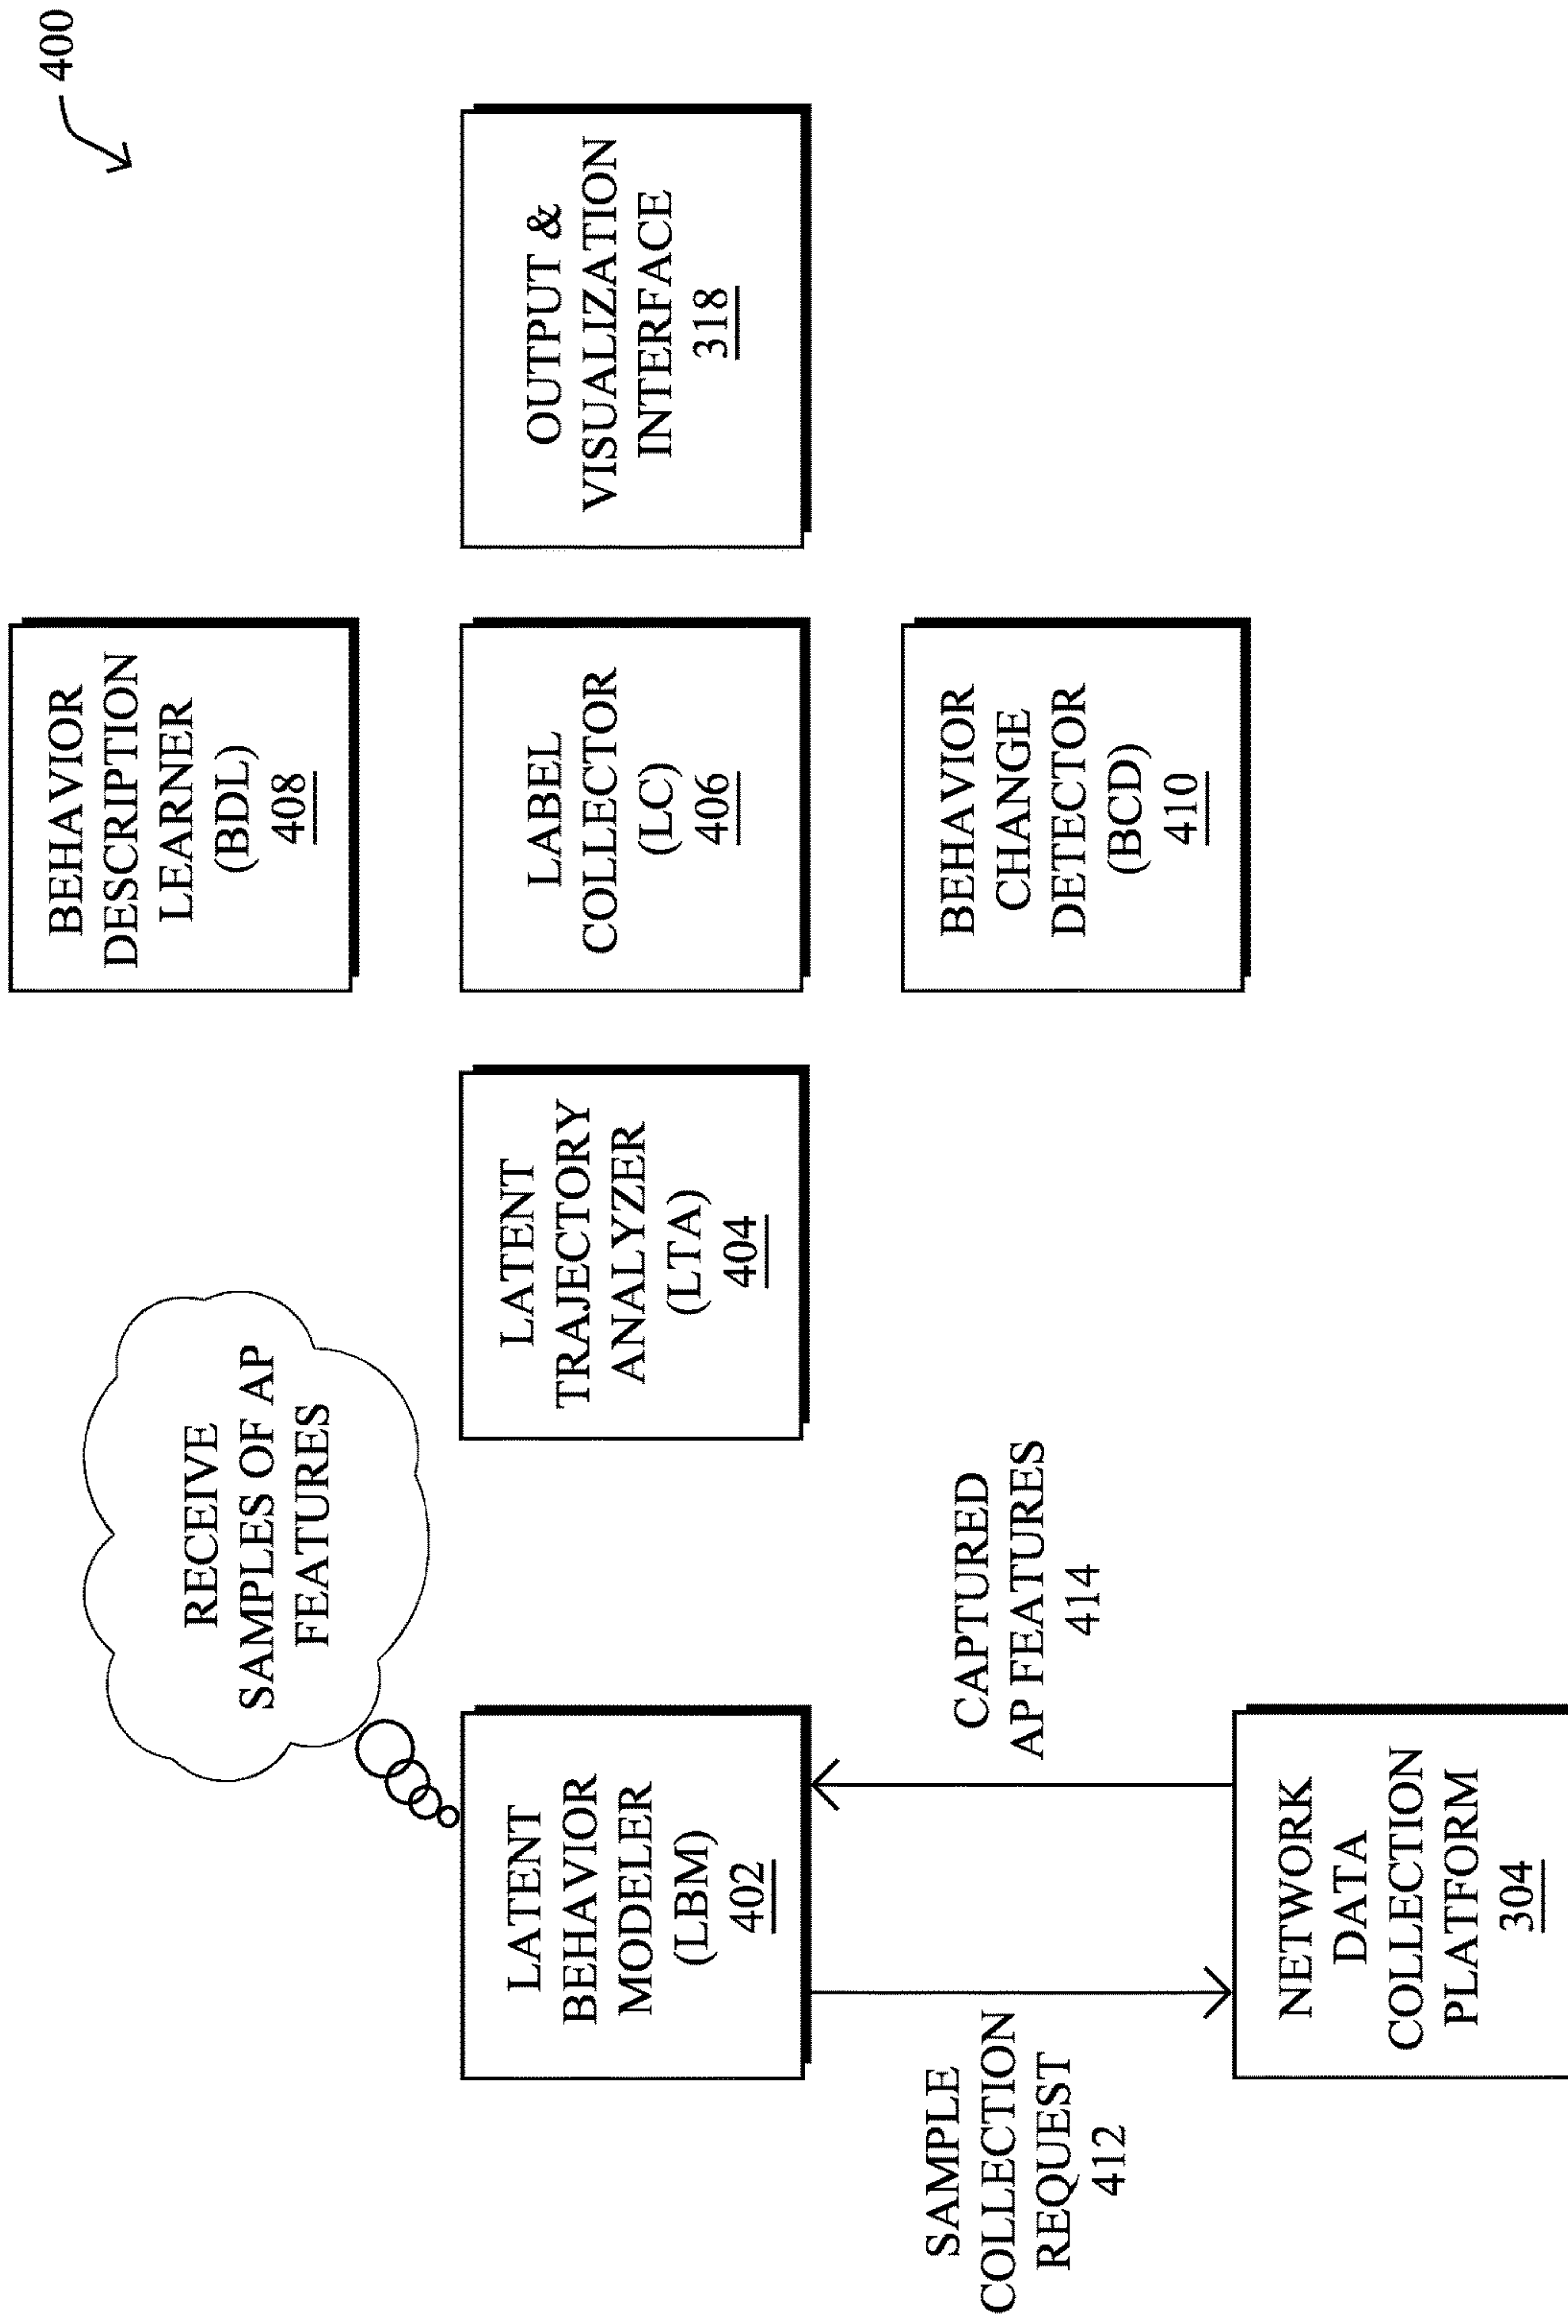 400
RECEIVE
SAMPLES OF AP
FEATURES
BEHAVIOR
DESCRIPTION
LEARNER
(BDL)
408
LATENT
BEHAVIOR
MODELER
(LBM)
402
LATENT
TRAJECTORY
ANALYZER
(LTA)
404
LABEL
COLLECTOR
(LC)
406
OUTPUT &
VISUALIZATION
INTERFACE
318
SAMPLE
COLLECTION
REQUEST
412
CAPTURED
AP FEATURES
414
BEHAVIOR
CHANGE
DETECTOR
(BCD)
410
NETWORK
DATA
COLLECTION
PLATFORM
304